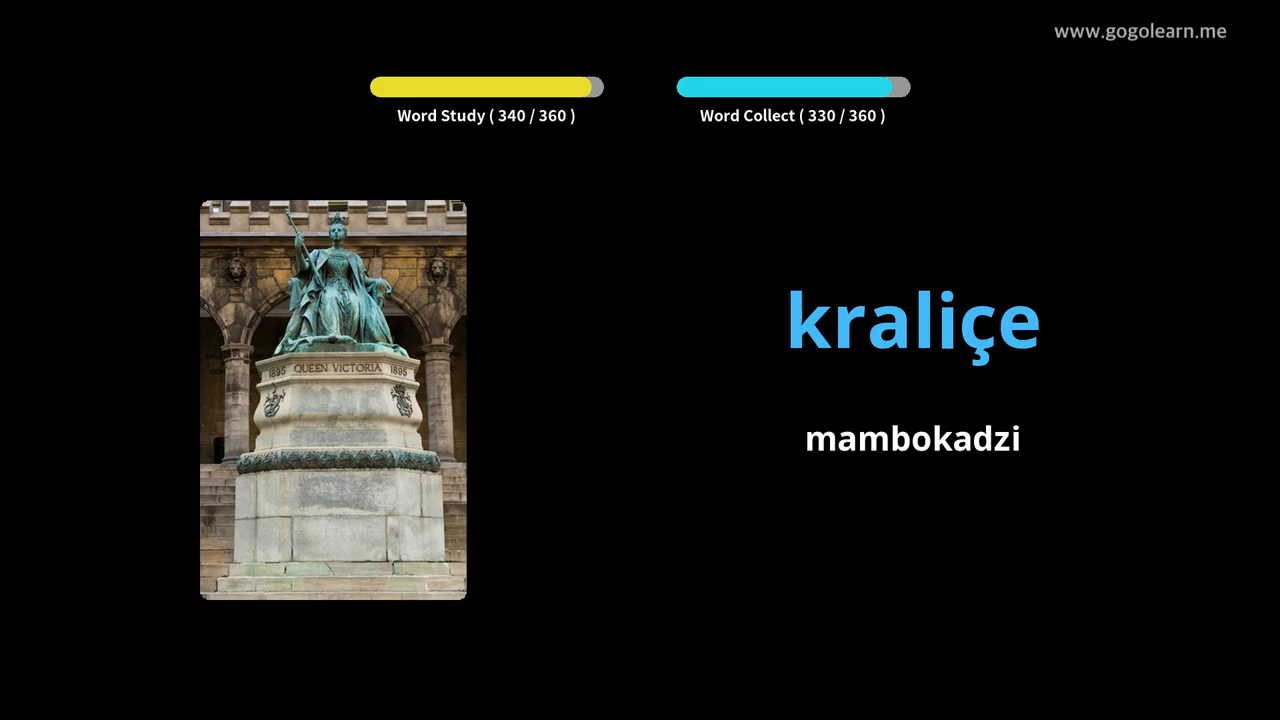 www.gogolearn.me
Word Study ( 340 / 360 )
Word Collect ( 330 / 360 )
1895 QUEEN VICTORIA 1895
kraliçe
mambokadzi